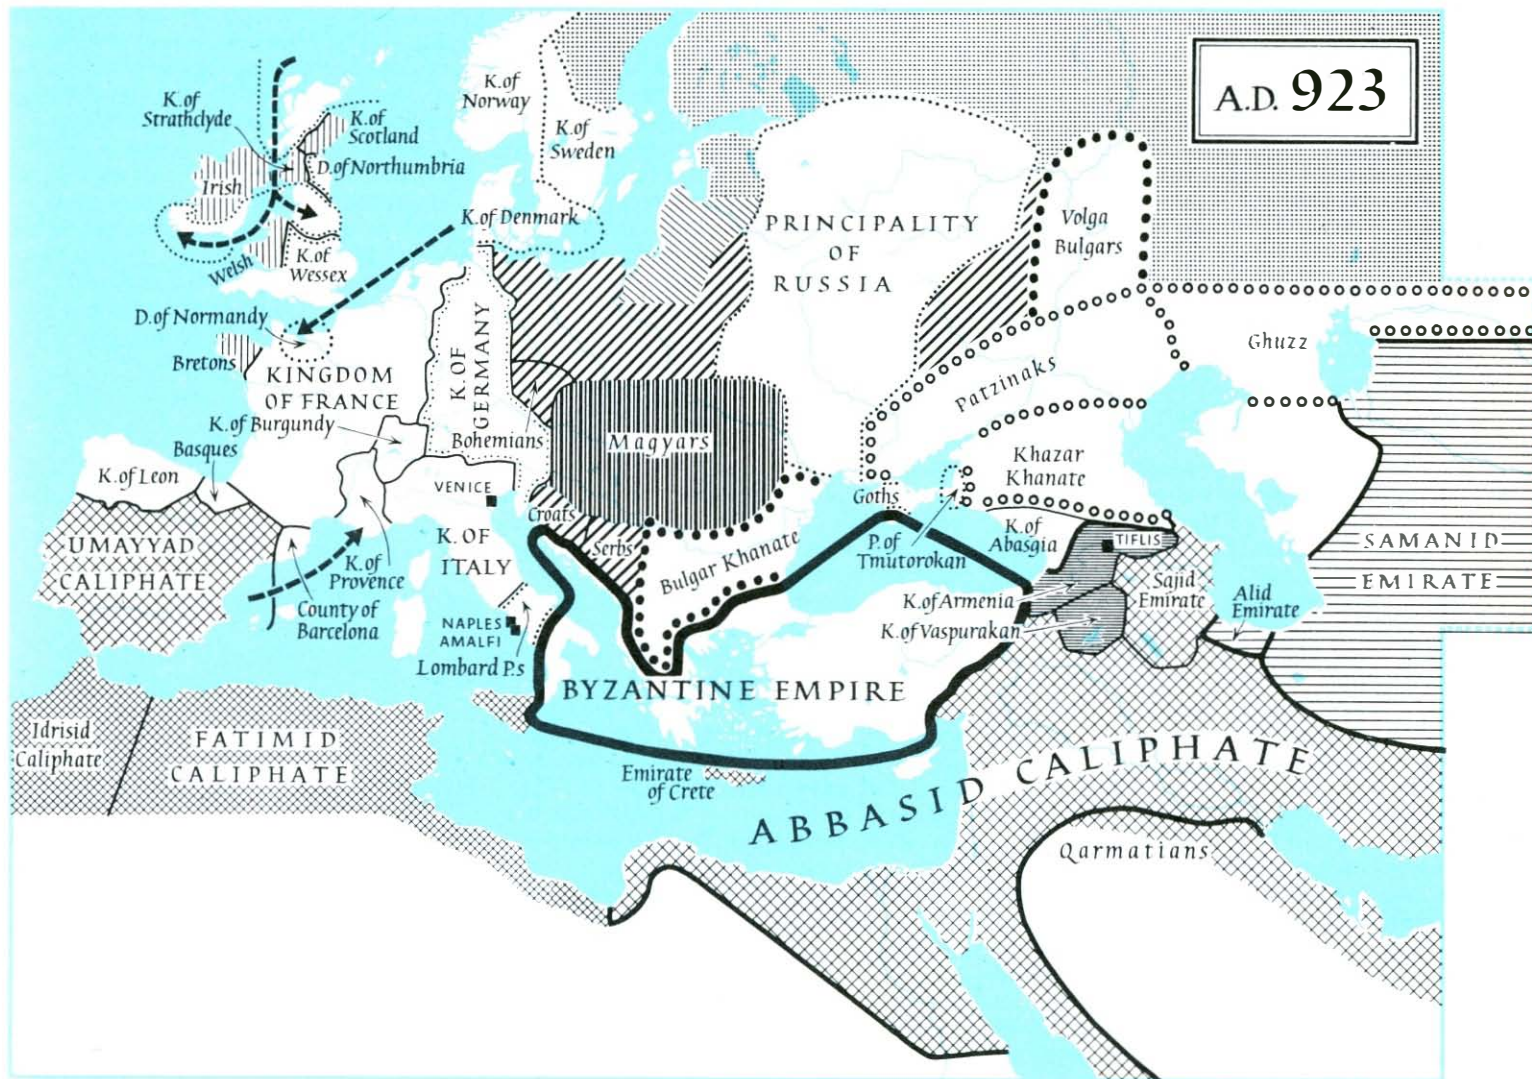 A.D. 923
K. of
Norway
K. of
Strathclyde
K. of
Scotland
K. of
Sweden
D. of Northumbria
Irish
K. of Denmark
PRINCIPALITY
OF
RUSSIA
Volga
Bulgars
Welsh
K. of
Wessex
D. of Normandy
Bretons
K. OF
GERMANY
Ghuzz
KINGDOM
OF FRANCE
Patzinaks
K. of Burgundy
Bohemians
Magyars
Basques
K. of Leon
Khazar
Khanate
VENICE
Goths
Croats
K. of
Abasgia
TIFLIS
SAMANID
EMIRATE
UMAYYAD
CALIPHATE
K. OF
ITALY
Serbs
Bulgar Khanate
P. of
Tmutorokan
K. of
Provence
Sajid
Emirate
Alid
Emirate
County of
Barcelona
K. of Armenia
K. of Vaspurakan
NAPLES
AMALFI
Lombard P.s
BYZANTINE EMPIRE
Idrisid
Caliphate
FATIMID
CALIPHATE
Emirate
of Crete
ABBASID CALIPHATE
Qarmatians